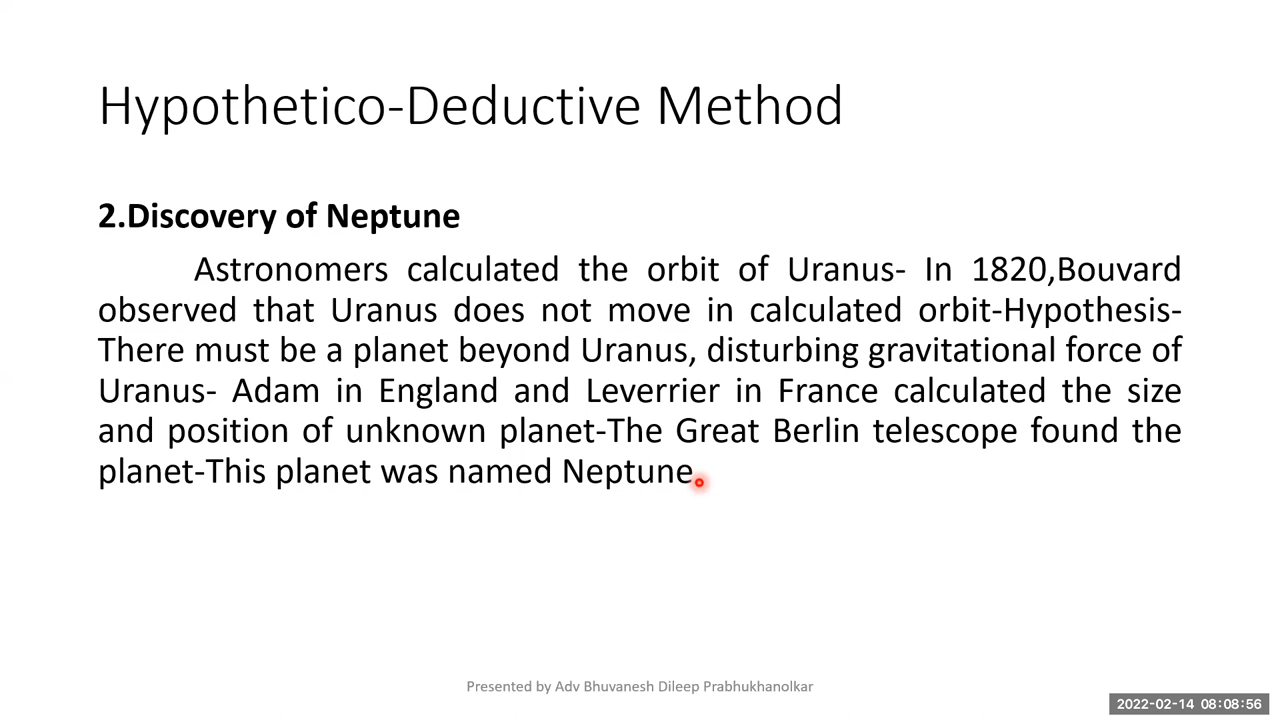 Hypothetico-Deductive Method
2.Discovery of Neptune
Astronomers calculated the orbit of Uranus- In 1820,Bouvard
observed that Uranus does not move in calculated orbit-Hypothesis-
There must be a planet beyond Uranus, disturbing gravitational force of
Uranus- Adam in England and Leverrier in France calculated the size
and position of unknown planet-The Great Berlin telescope found the
planet-This planet was named Neptune.
Presented by Adv Bhuvanesh Dileep Prabhukhanolkar
2022-02-14 08:08:56